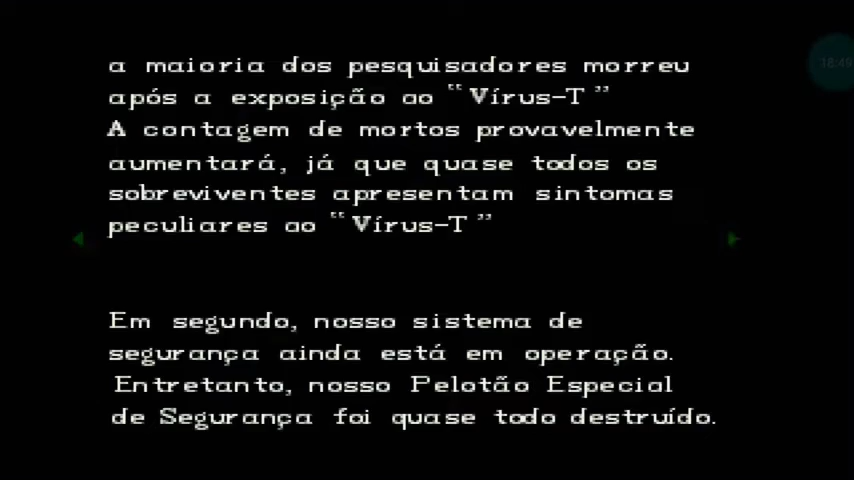 18:49
a maioria dos pesquisadores morreu
após a exposição ao “Vírus-T”
A contagem de mortos provavelmente
aumentará, já que quase todos os
sobreviventes apresentam sintomas
peculiares ao “Vírus-T”
Em segundo, nosso sistema de
segurança ainda está em operação.
Entretanto, nosso Pelotão Especial
de Segurança foi quase todo destruído.